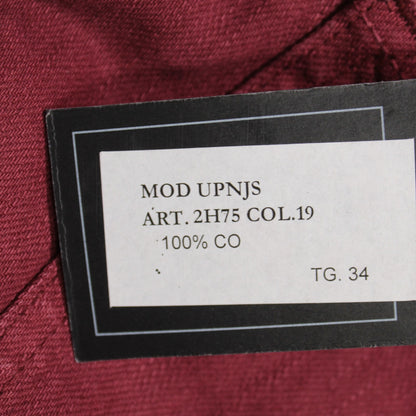 MOD UPNJS
ART. 2H75 COL.19
100% CO
TG. 34